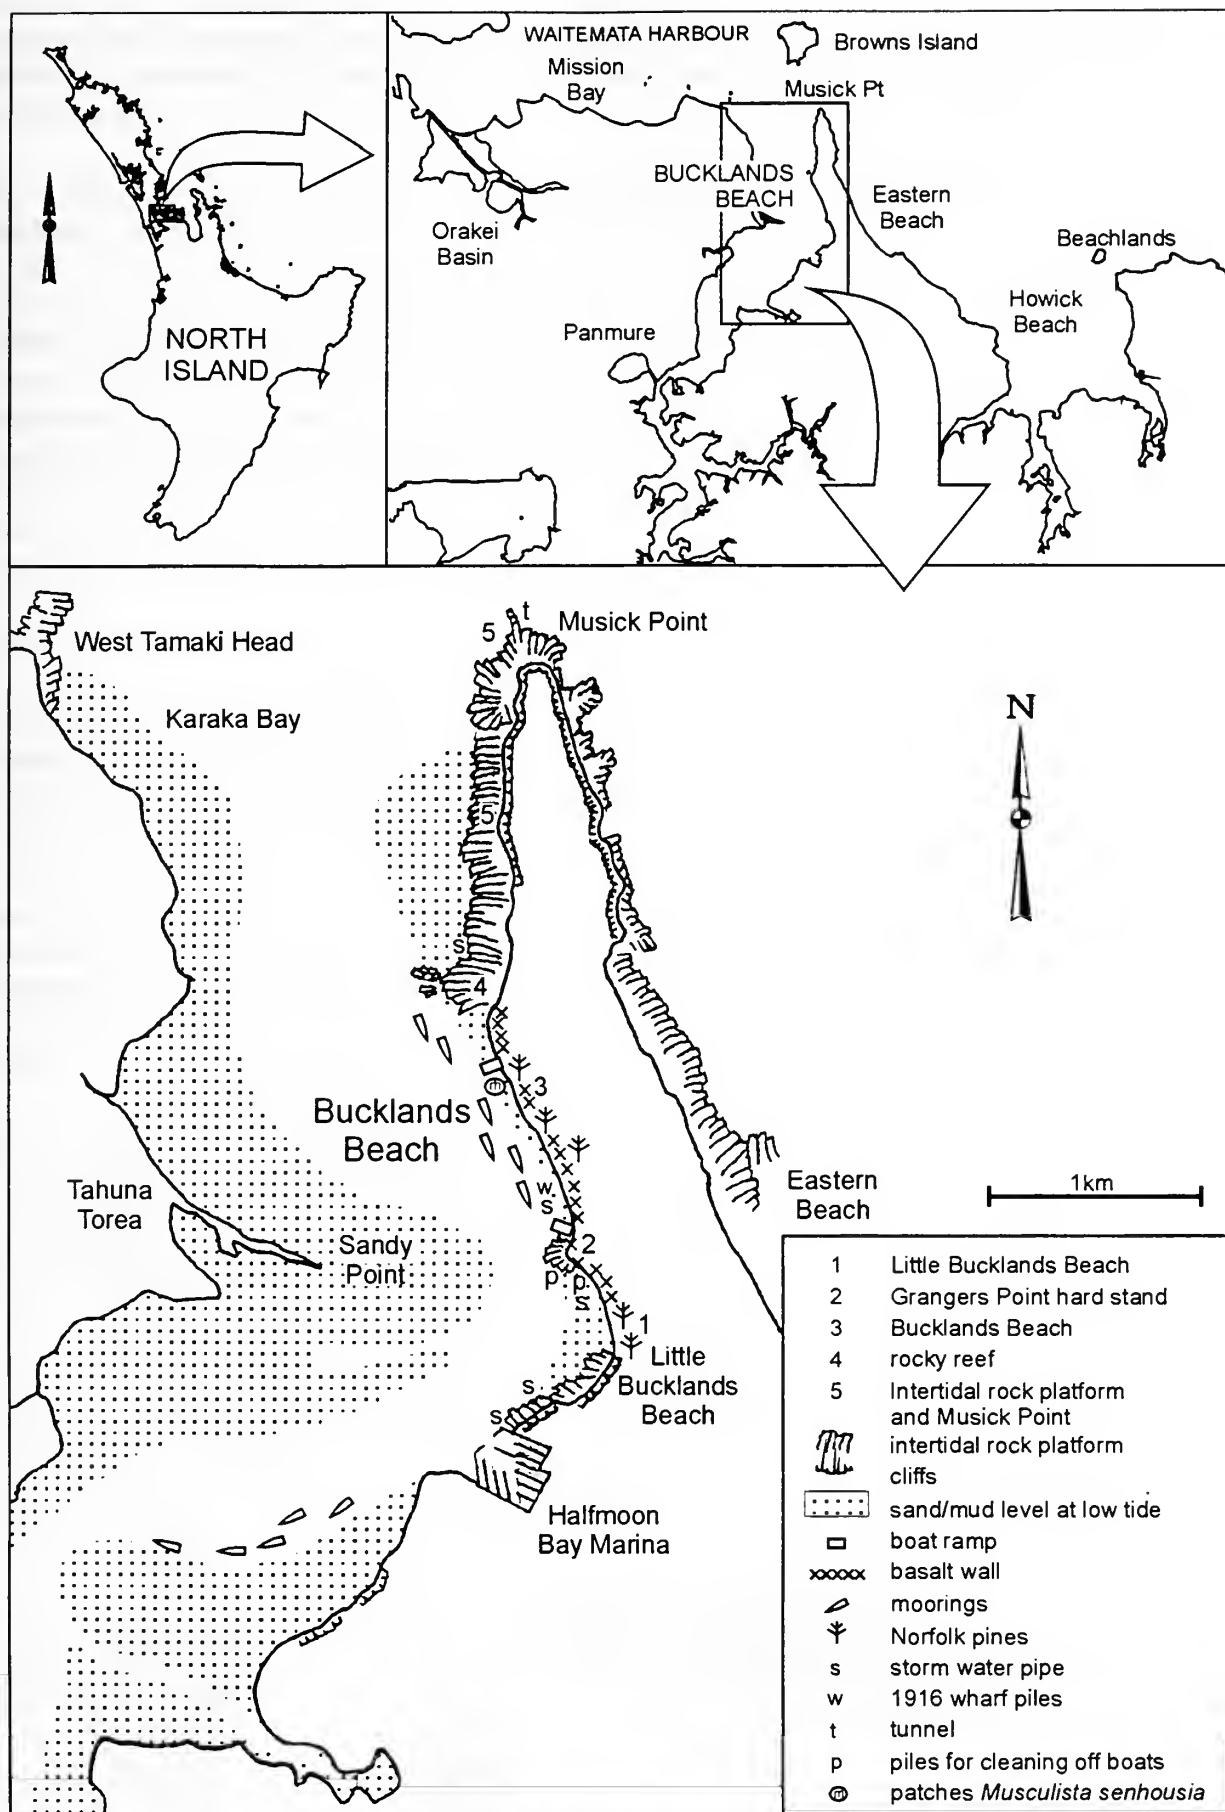 WAITEMATA HARBOUR
Browns Island
Mission
Bay
Musick Pt
BUCKLANDS
BEACH
Eastern
Beach
Orakei
Basin
Beachlands
Howick
Beach
Panmure
NORTH
ISLAND
t
Musick Point
5
West Tamaki Head
Karaka Bay
N
5
s
4
3
Bucklands
Beach
Tahuna
Torea
w
s
Eastern
Beach
1km
Sandy
Point
2
p
p
s
1
Little
Bucklands
Beach
s
s
Halfmoon
Bay Marina
1 Little Bucklands Beach
2 Grangers Point hard stand
3 Bucklands Beach
4 rocky reef
5 Intertidal rock platform
and Musick Point
intertidal rock platform
cliffs
sand/mud level at low tide
boat ramp
xxxxx basalt wall
moorings
Norfolk pines
s storm water pipe
w 1916 wharf piles
t tunnel
p piles for cleaning off boats
m patches Musculista senhousia